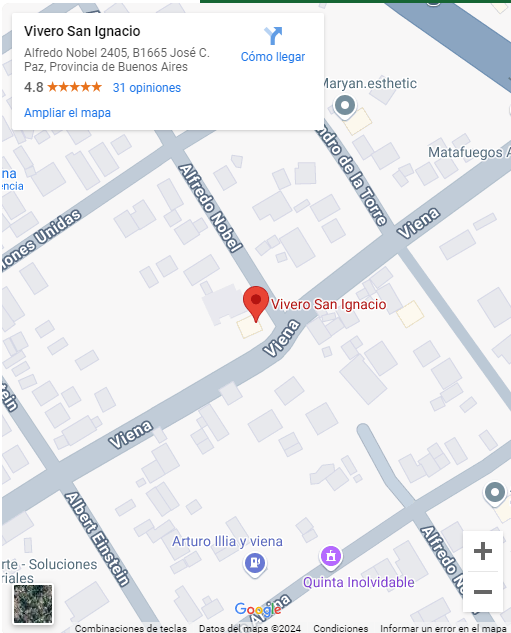 Vivero San Ignacio
Alfredo Nobel 2405, B1665 José C.
Paz, Provincia de Buenos Aires
Cómo llegar
4.8
31 opiniones
Ampliar el mapa
Maryan.esthetic
Matafuegos A
ena
encia
ones Unidas
Alfredo Nobel
ndro de la Torre
Viena
Vivero San Ignacio
Viena
Viena
tein
Albert Einstein
Arturo Illia y viena
Quinta Inolvidable
Alfredo No
rte - Soluciones
riales
Google
Combinaciones de teclas
Datos del mapa ©2024
Condiciones
Informar un error en el mapa